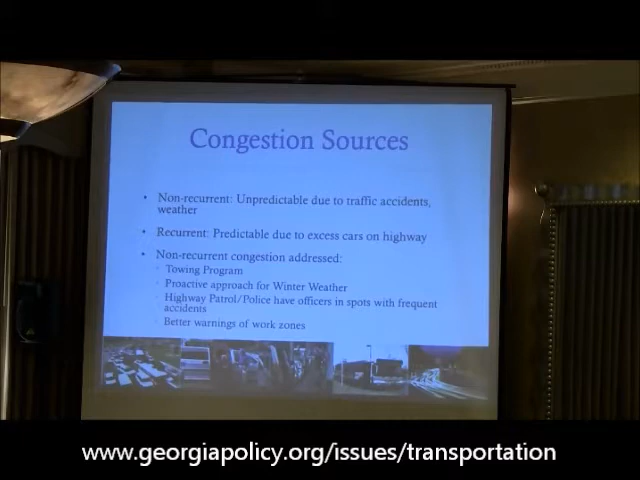 Congestion Sources
• Non-recurrent: Unpredictable due to traffic accidents,
weather
• Recurrent: Predictable due to excess cars on highway
• Non-recurrent congestion addressed:
Towing Program
Proactive approach for Winter Weather
Highway Patrol/Police have officers in spots with frequent
accidents
Better warnings of work zones
www.georgiapolicy.org/issues/transportation